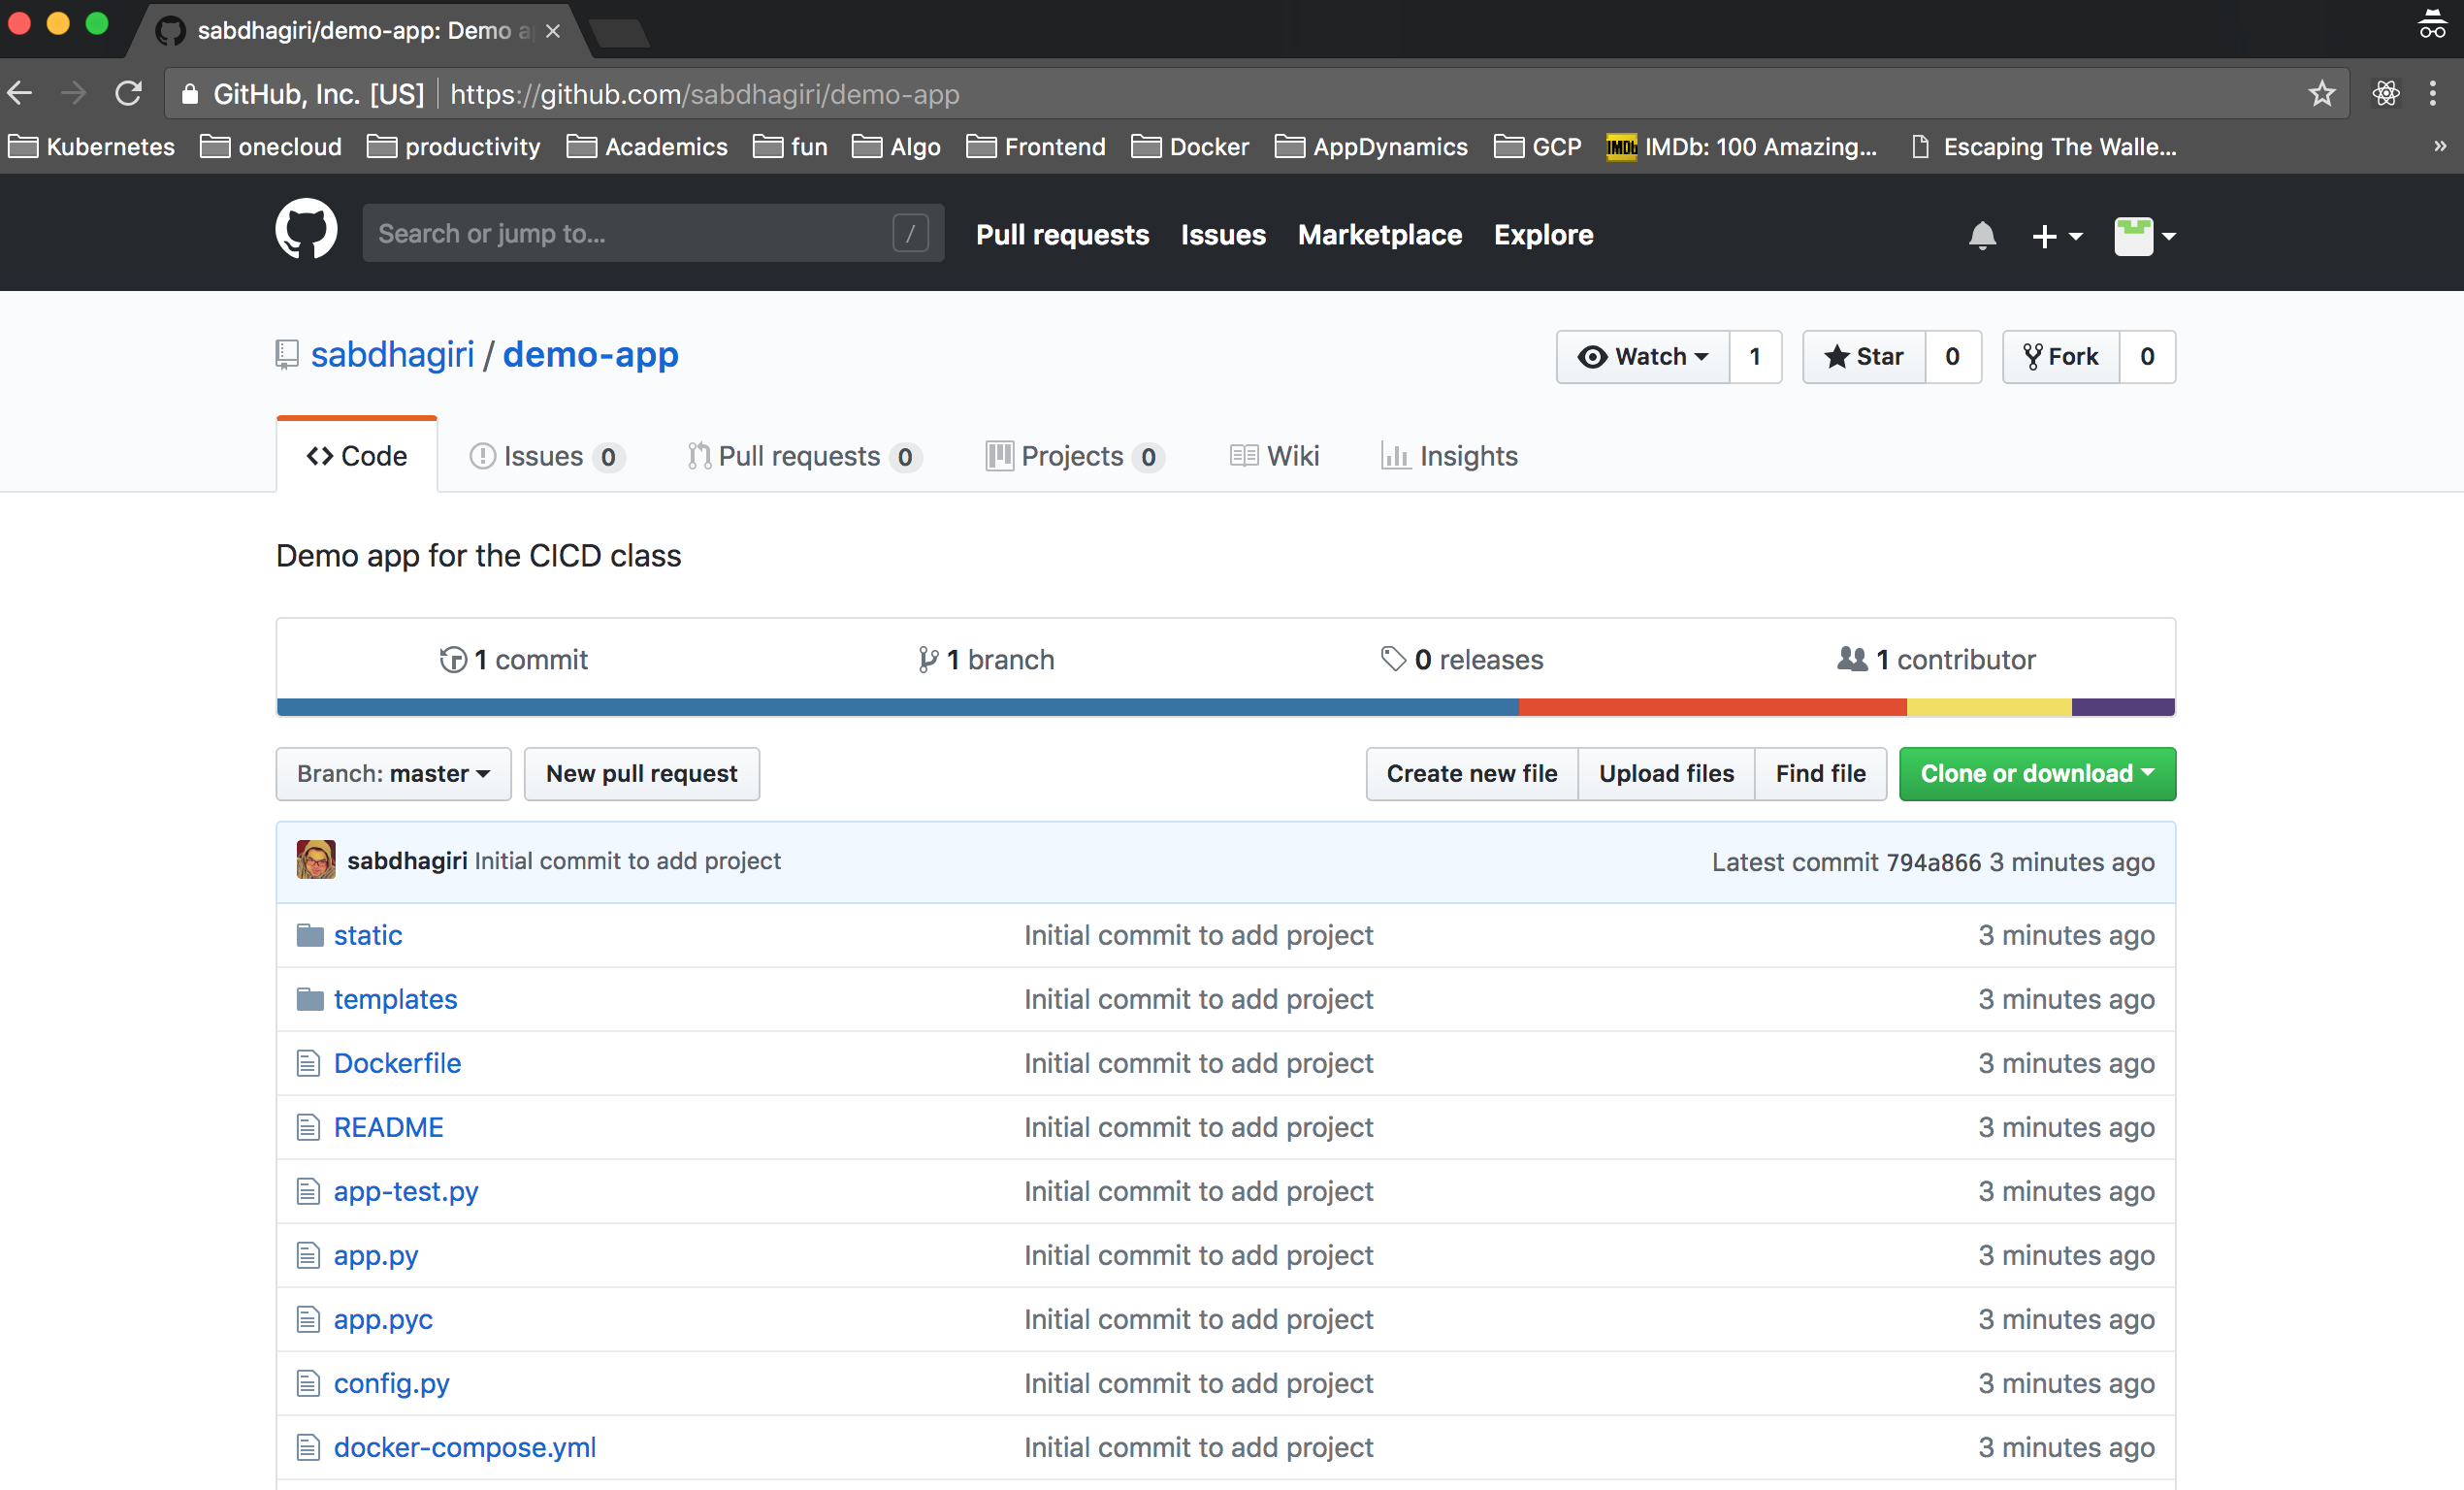 sabdhagiri/demo-app: Demo a
GitHub, Inc. [US] https://github.com/sabdhagiri/demo-app
Kubernetes onecloud productivity Academics fun Algo Frontend Docker AppDynamics GCP IMDb IMDb: 100 Amazing... Escaping The Walle... »
Search or jump to... / Pull requests Issues Marketplace Explore
sabdhagiri / demo-app Watch 1 Star 0 Fork 0
Code Issues 0 Pull requests 0 Projects 0 Wiki Insights
Demo app for the CICD class
1 commit 1 branch 0 releases 1 contributor
Branch: master New pull request Create new file Upload files Find file Clone or download
sabdhagiri Initial commit to add project Latest commit 794a866 3 minutes ago
static Initial commit to add project 3 minutes ago
templates Initial commit to add project 3 minutes ago
Dockerfile Initial commit to add project 3 minutes ago
README Initial commit to add project 3 minutes ago
app-test.py Initial commit to add project 3 minutes ago
app.py Initial commit to add project 3 minutes ago
app.pyc Initial commit to add project 3 minutes ago
config.py Initial commit to add project 3 minutes ago
docker-compose.yml Initial commit to add project 3 minutes ago